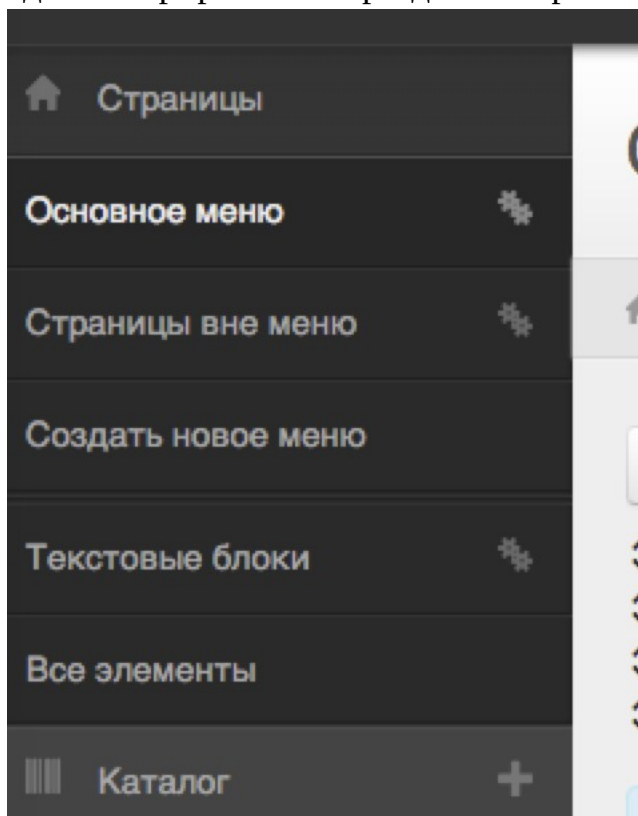 Страницы
Основное меню
Страницы вне меню
Создать новое меню
Текстовые блоки
Все элементы
Каталог